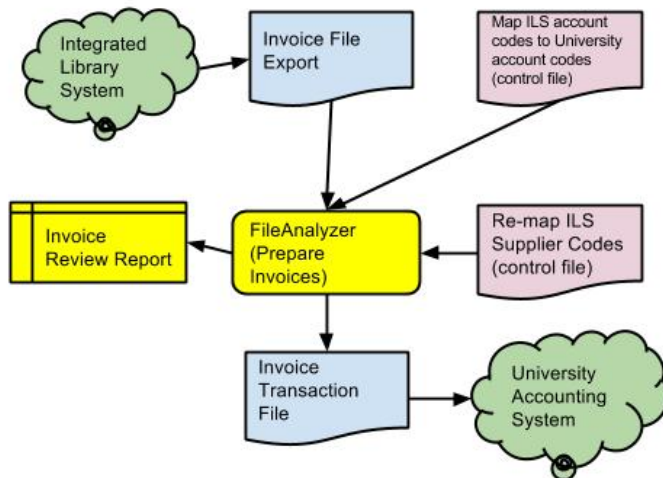 Integrated
Library
System
Invoice File
Export
Map ILS account
codes to University
account codes
(control file)
Invoice
Review Report
FileAnalyzer
(Prepare
Invoices)
Re-map ILS
Supplier Codes
(control file)
Invoice
Transaction
File
University
Accounting
System